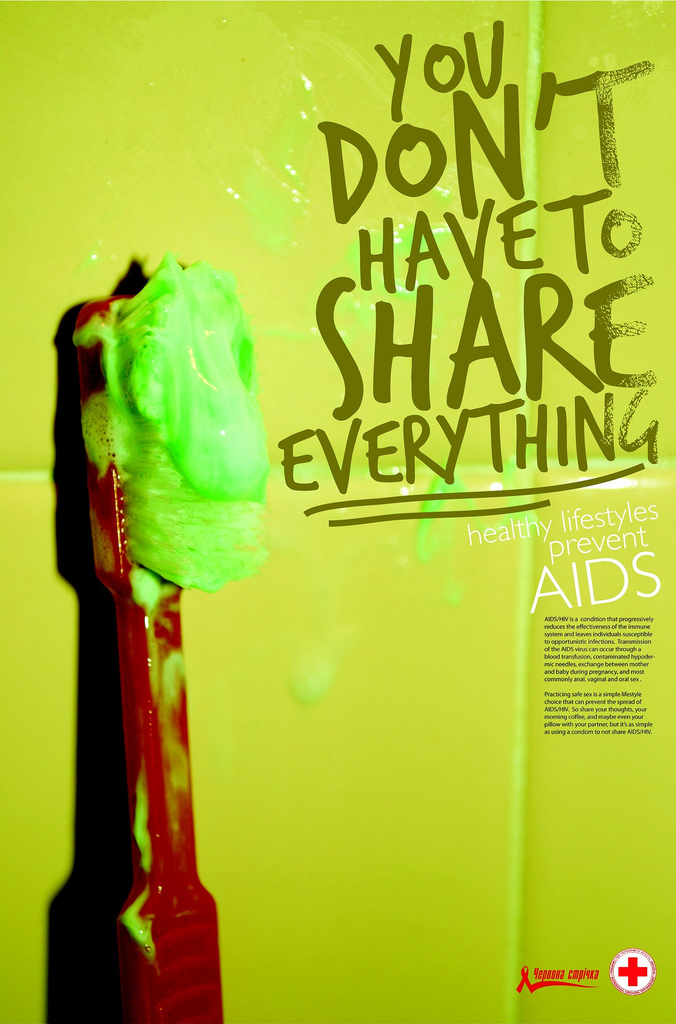 YOU
DON'T
HAVE TO
SHARE
EVERYTHING
healthy lifestyles
prevent
AIDS
AIDS/HIV is a condition that progressively
reduces the effectiveness of the immune
system and leaves individuals susceptible
to opportunistic infections. Transmission
of the AIDS virus can occur through a
blood transfusion, contaminated hypoder-
mic needles, exchange between mother
and baby during pregnancy, and most
commonly anal, vaginal and oral sex.
Practicing safe sex is a simple lifestyle
choice that can prevent the spread of
AIDS/HIV. So share your thoughts, your
morning coffee, and maybe even your
pillow with your partner, but it's as simple
as using a condom to not share AIDS/HIV.
Червона стрічка